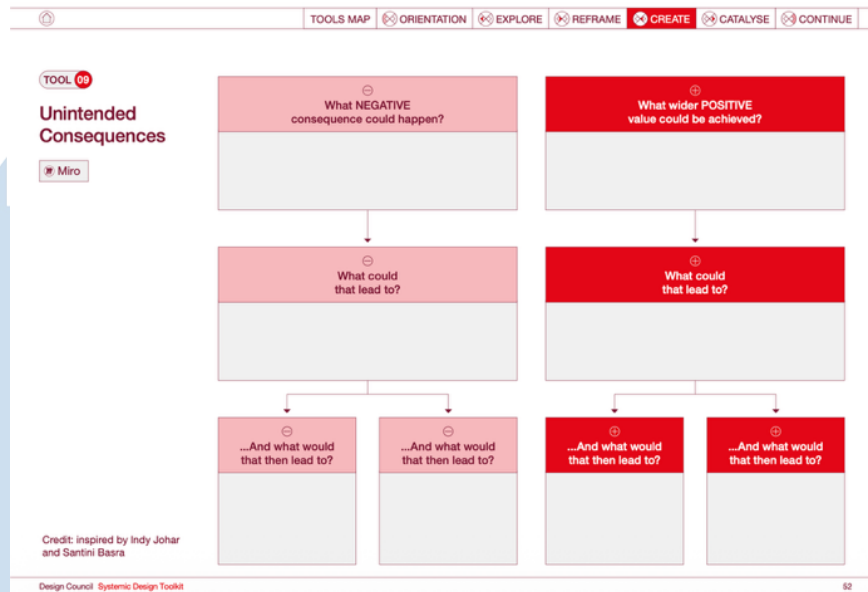 TOOLS MAP ORIENTATION EXPLORE REFRAME CREATE CATALYSE CONTINUE
TOOL 09
Unintended
Consequences
Miro
What NEGATIVE
consequence could happen?
What wider POSITIVE
value could be achieved?
What could
that lead to?
What could
that lead to?
...And what would
that then lead to?
...And what would
that then lead to?
...And what would
that then lead to?
...And what would
that then lead to?
Credit: inspired by Indy Johar
and Santini Basra
Design Council Systemic Design Toolkit
52